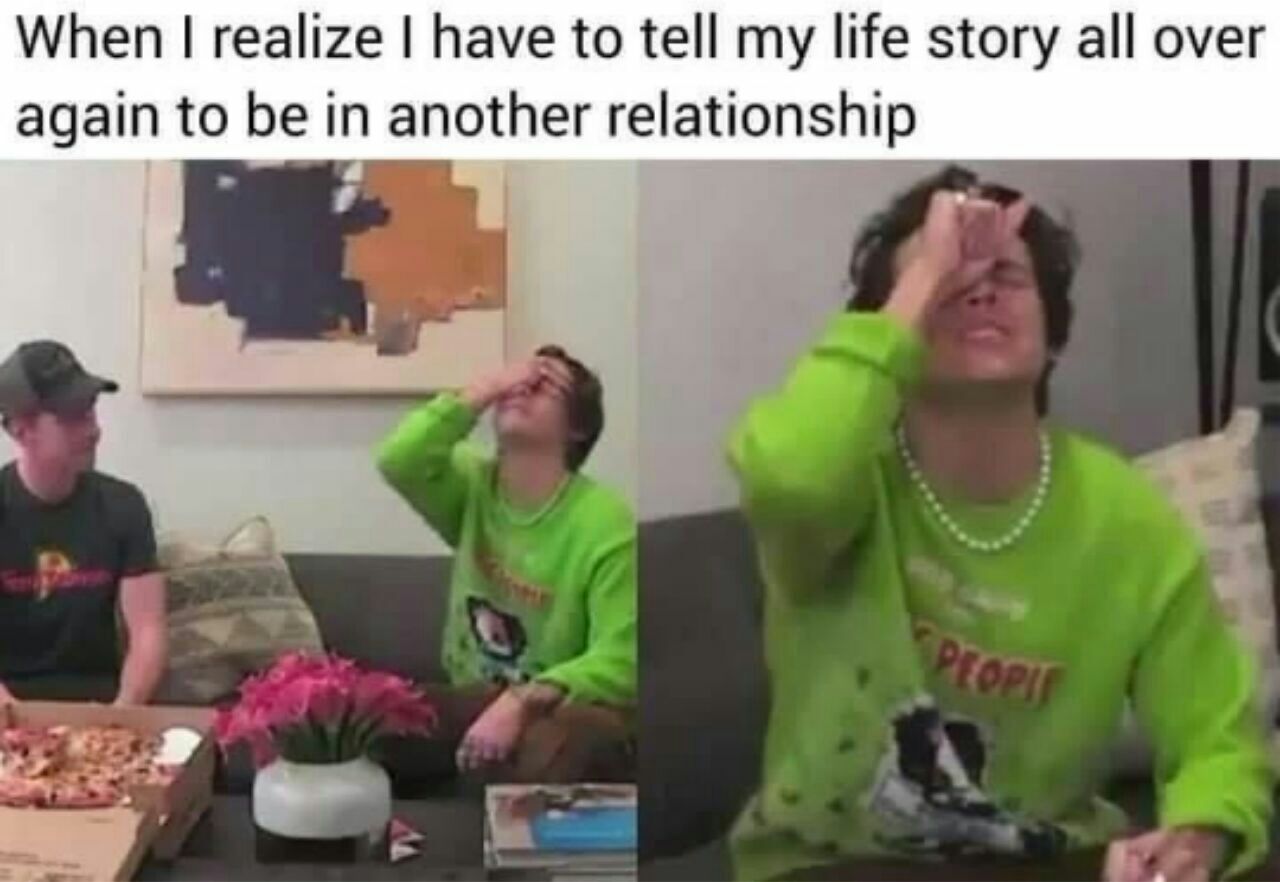 When I realize I have to tell my life story all over
again to be in another relationship
PEOPLE